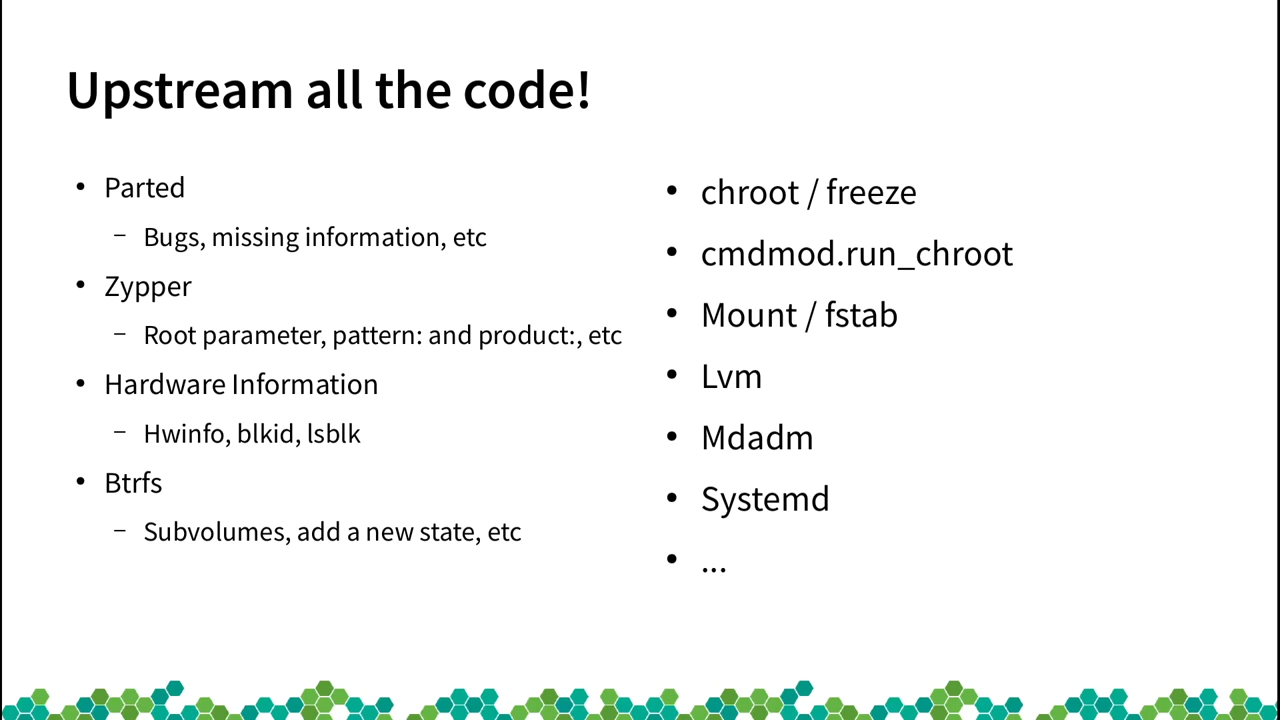 Upstream all the code!
• Parted
– Bugs, missing information, etc
• Zypper
– Root parameter, pattern: and product:, etc
• Hardware Information
– Hwinfo, blkid, lsblk
• Btrfs
– Subvolumes, add a new state, etc
• chroot / freeze
• cmdmod.run_chroot
• Mount / fstab
• Lvm
• Mdadm
• Systemd
• ...